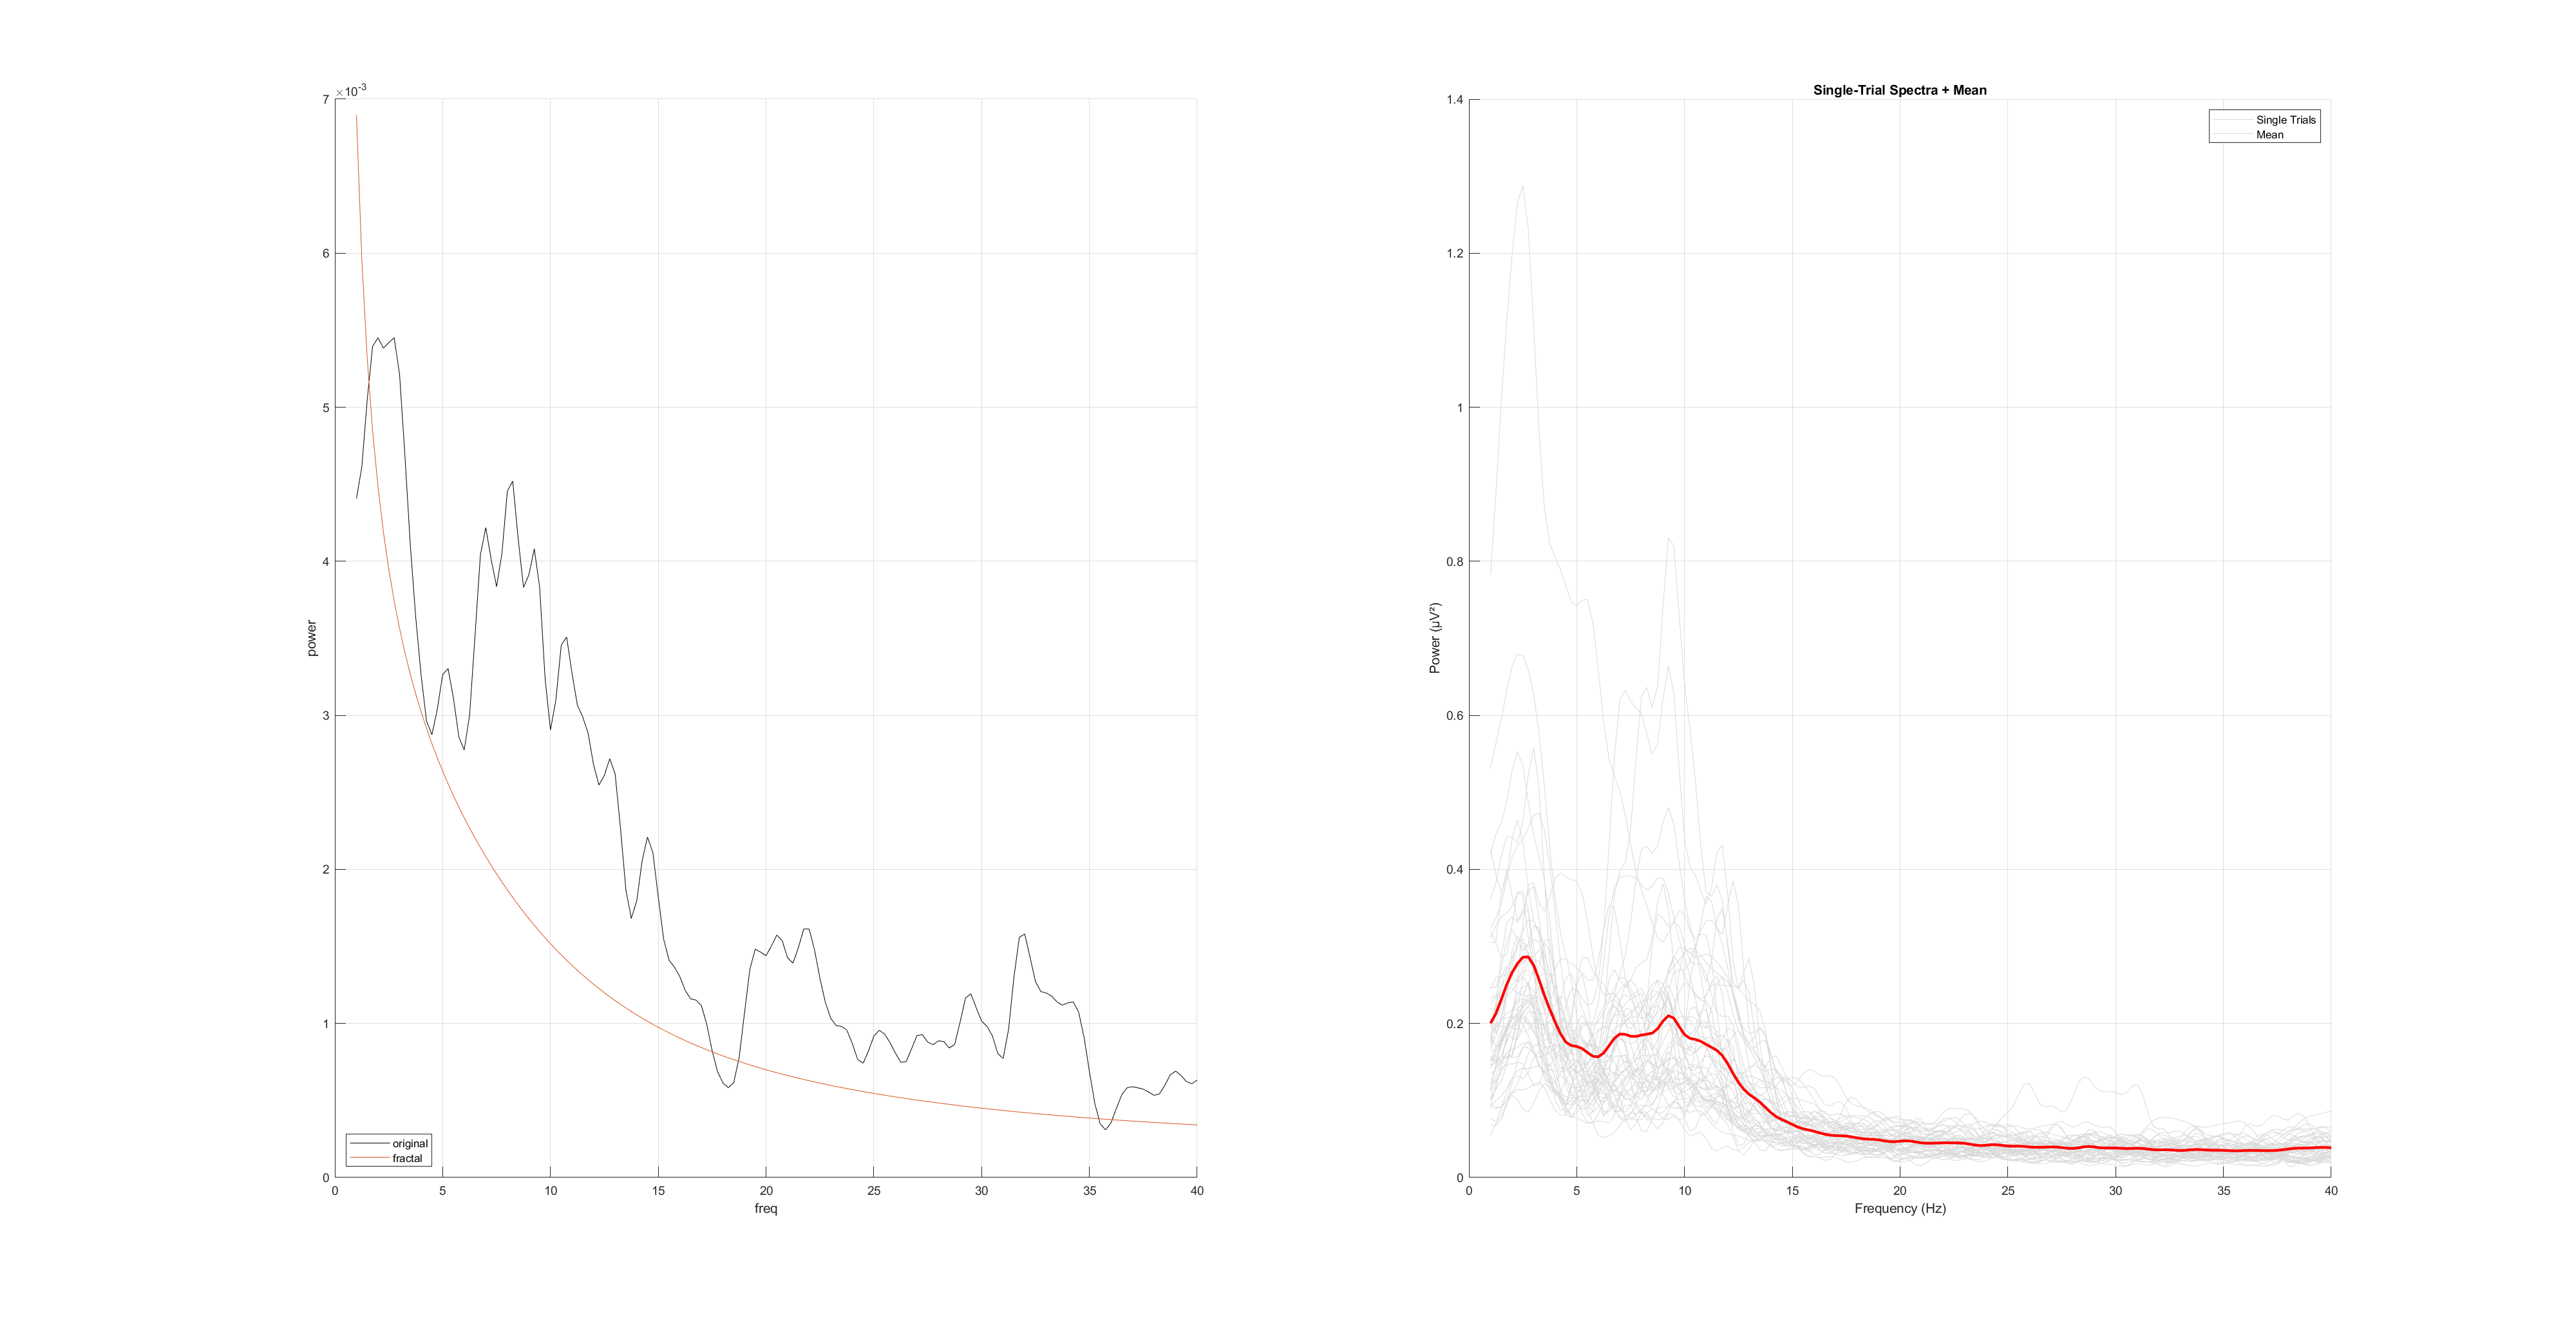 ×10-3
7
6
5
4
3
2
1
0
power
original
fractal
0 5 10 15 20 25 30 35 40
freq
Single-Trial Spectra + Mean
1.4
1.2
1
0.8
0.6
0.4
0.2
0
Power (µV²)
Single Trials
Mean
0 5 10 15 20 25 30 35 40
Frequency (Hz)